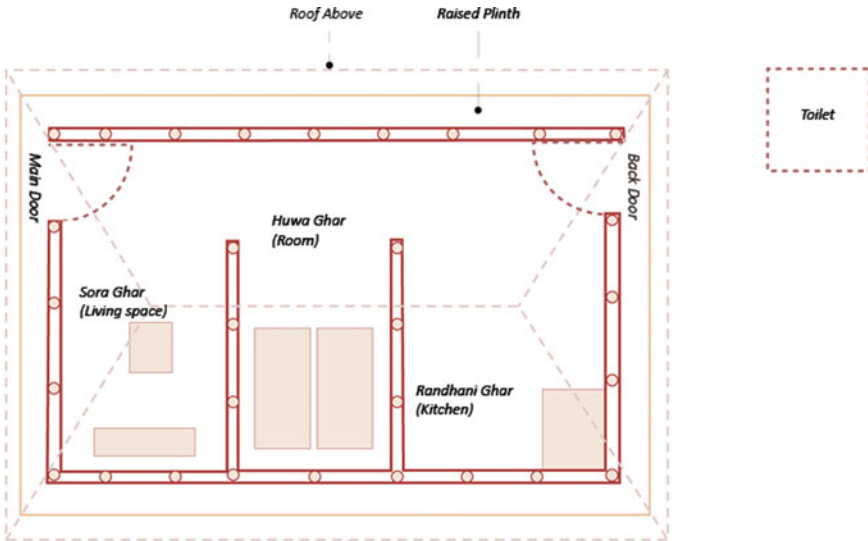 Roof Above
Raised Plinth
Toilet
Main Door
Back Door
Huwa Ghar
(Room)
Sora Ghar
(Living space)
Randhani Ghar
(Kitchen)